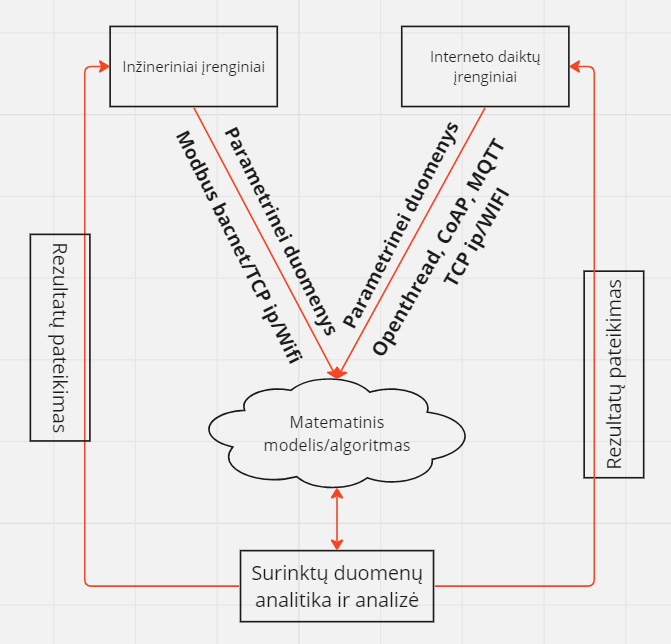 Inžineriniai įrenginiai
Interneto daiktų
įrenginiai
Parametrinei duomenys
Modbus bacnet/TCP ip/Wifi
Parametrinei duomenys
Openthread, CoAP, MQTT
TCP ip/WIFI
Rezultatų pateikimas
Rezultatų pateikimas
Matematinis
modelis/algoritmas
Surinktų duomenų
analitika ir analizė